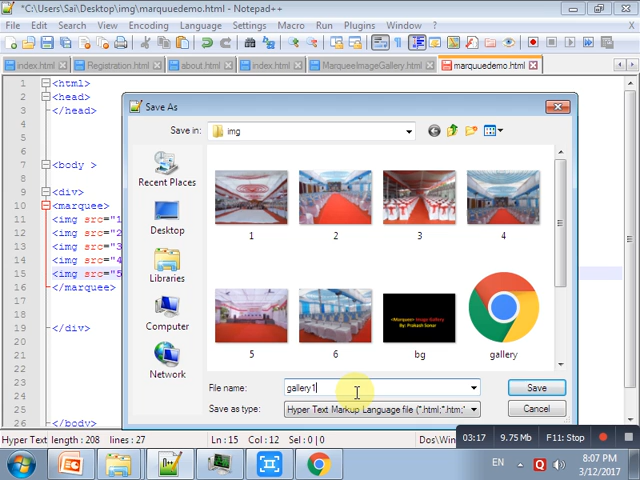 *C:\Users\Sai\Desktop\img\marquuedemo.html - Notepad++
File Edit Search View Encoding Language Settings Macro Run Plugins Window ? X
index.html Registration.html about.html index.html MarqueeImageGallery.html marquuedemo.html
1 <html>
2 <head>
3 </head>
4
5
6
7 <body >
8
9 <div>
10 <marquee>
11 <img src="1
12 <img src="2
13 <img src="3
14 <img src="4
15 <img src="5
16 </marquee>
17
18
19 </div>
20
21
22
23
24
25
26 </body>
Save As
Save in: img
Recent Places
Desktop
Libraries
Computer
Network
1 2 3 4
<Marquee> Image Gallery
By: Prakash Sonar
5 6 bg gallery
File name: gallery1 Save
Save as type: Hyper Text Markup Language file (*.html;*.htm;* Cancel
Hyper Text length : 208 lines : 27 Ln : 15 Col : 12 Sel : 0 | 0 Dos\Win
03:17 9.75 MB F11: Stop
EN 8:07 PM
3/12/2017